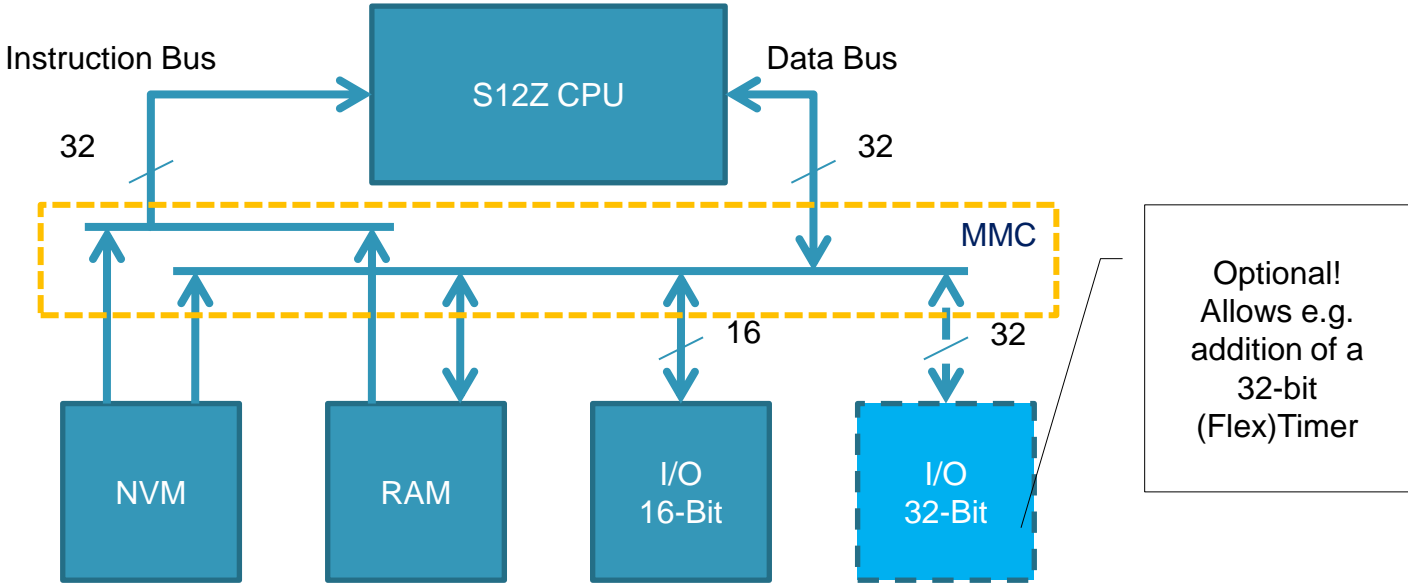 Instruction Bus
S12Z CPU
Data Bus
32
32
MMC
16
32
Optional!
Allows e.g.
addition of a
32-bit
(Flex)Timer
NVM
RAM
I/O
16-Bit
I/O
32-Bit